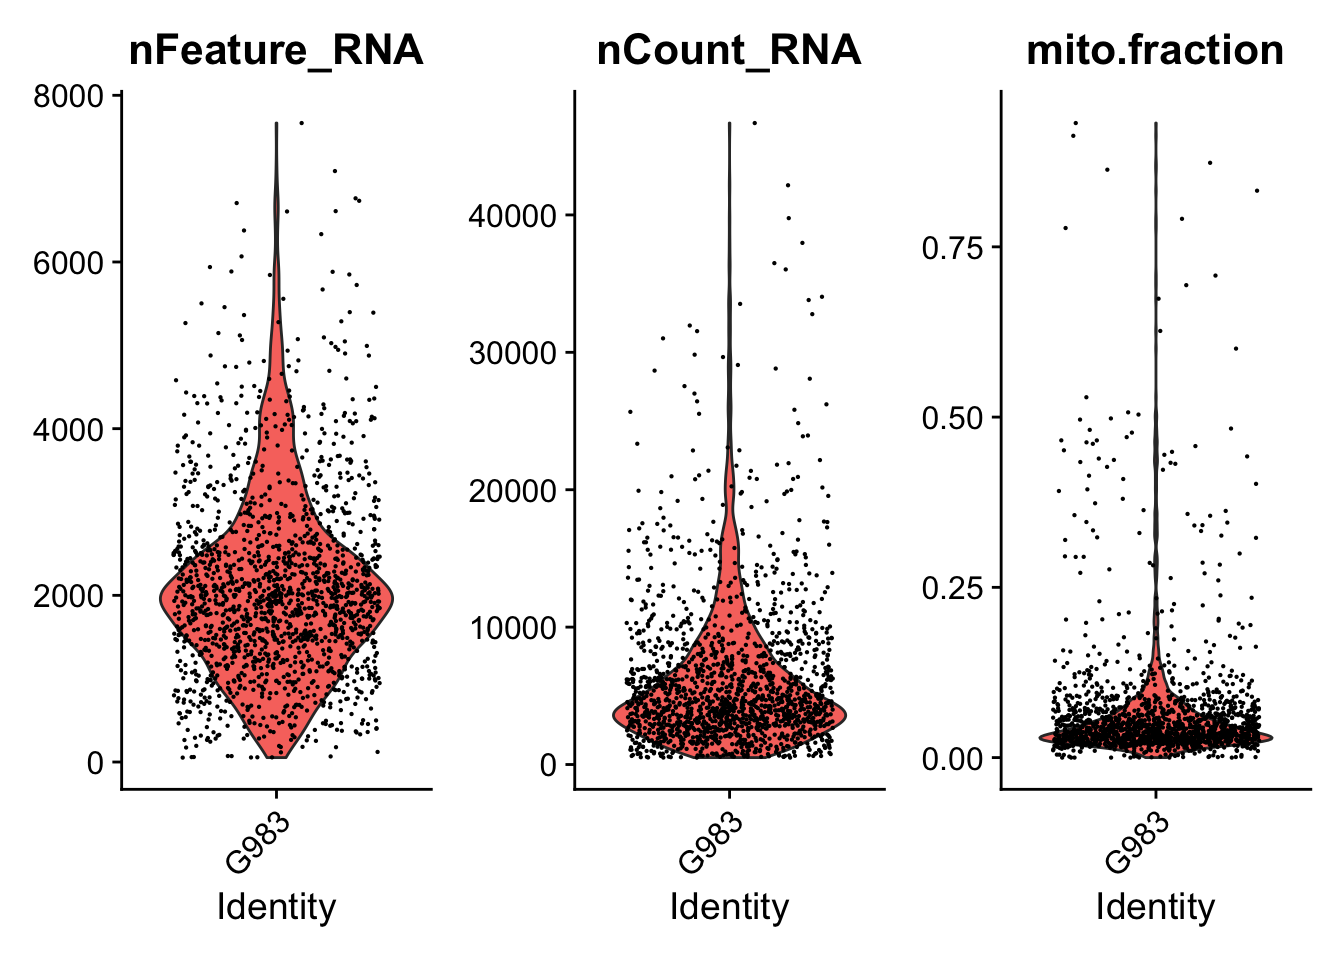 nFeature_RNA
8000
6000
4000
2000
0
G983
Identity
nCount_RNA
40000
30000
20000
10000
0
G983
Identity
mito.fraction
0.75
0.50
0.25
0.00
G983
Identity